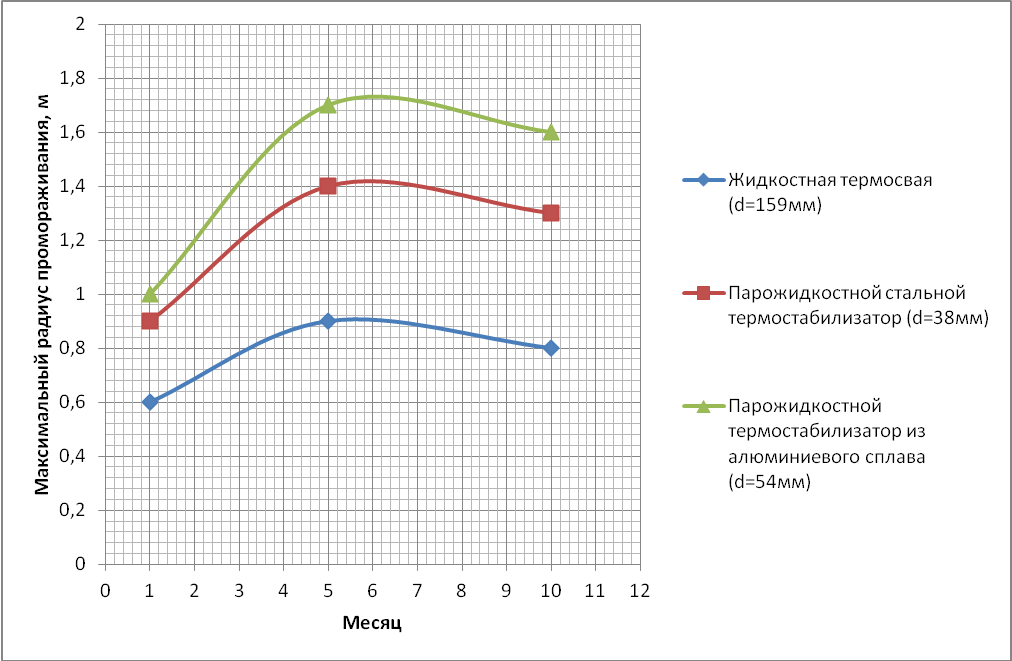 Максимальный радиус промораживания, м
2
1,8
1,6
1,4
1,2
1
0,8
0,6
0,4
0,2
0
0 1 2 3 4 5 6 7 8 9 10 11 12
Месяц
Жидкостная термосвая
(d=159мм)
Парожидкостной стальной
термостабилизатор (d=38мм)
Парожидкостной
термостабилизатор из
алюминиевого сплава
(d=54мм)